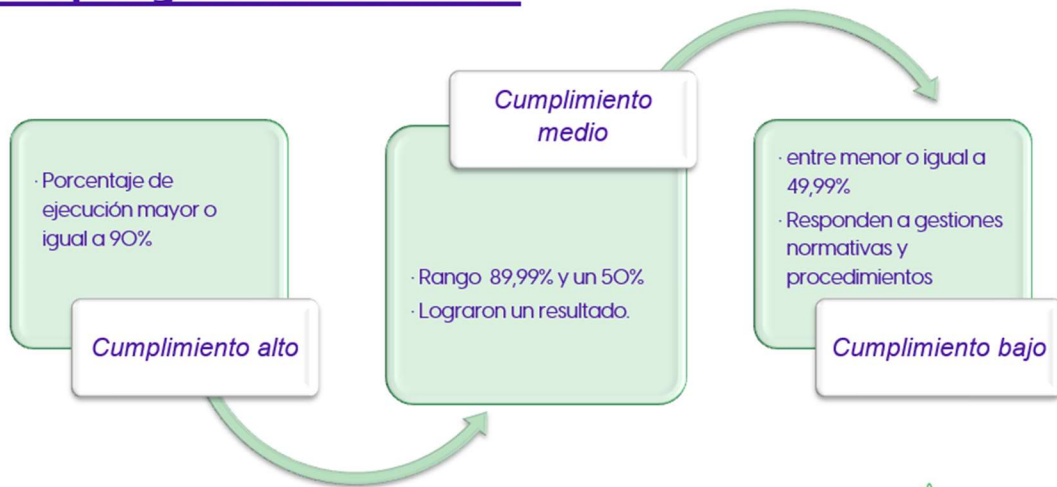 · Porcentaje de
ejecución mayor o
igual a 90%
Cumplimiento alto
Cumplimiento
medio
· Rango 89,99% y un 50%
· Lograron un resultado.
· entre menor o igual a
49,99%
· Responden a gestiones
normativas y
procedimientos
Cumplimiento bajo